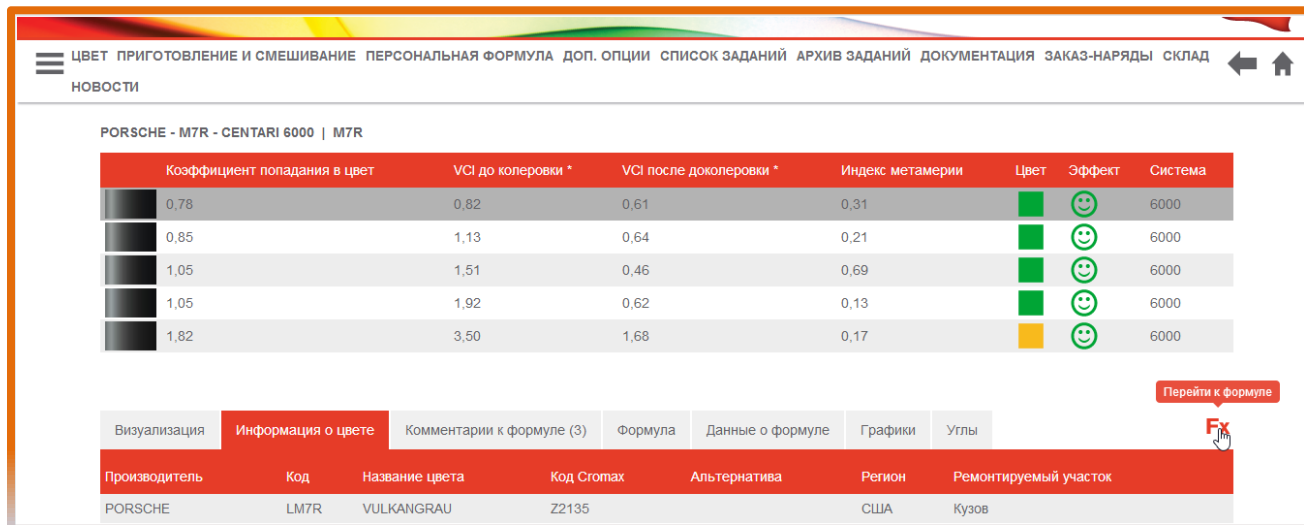 ЦВЕТ ПРИГОТОВЛЕНИЕ И СМЕШИВАНИЕ ПЕРСОНАЛЬНАЯ ФОРМУЛА ДОП. ОПЦИИ СПИСОК ЗАДАНИЙ АРХИВ ЗАДАНИЙ ДОКУМЕНТАЦИЯ ЗАКАЗ-НАРЯДЫ СКЛАД
НОВОСТИ
PORSCHE - M7R - CENTARI 6000 | M7R
Коэффициент попадания в цвет VCI до колеровки * VCI после доколеровки * Индекс метамерии Цвет Эффект Система
0,78 0,82 0,61 0,31 6000
0,85 1,13 0,64 0,21 6000
1,05 1,51 0,46 0,69 6000
1,05 1,92 0,62 0,13 6000
1,82 3,50 1,68 0,17 6000
Перейти к формуле
Визуализация Информация о цвете Комментарии к формуле (3) Формула Данные о формуле Графики Углы Fx
Производитель Код Название цвета Код Cromax Альтернатива Регион Ремонтируемый участок
PORSCHE LM7R VULKANGRAU Z2135 США Кузов